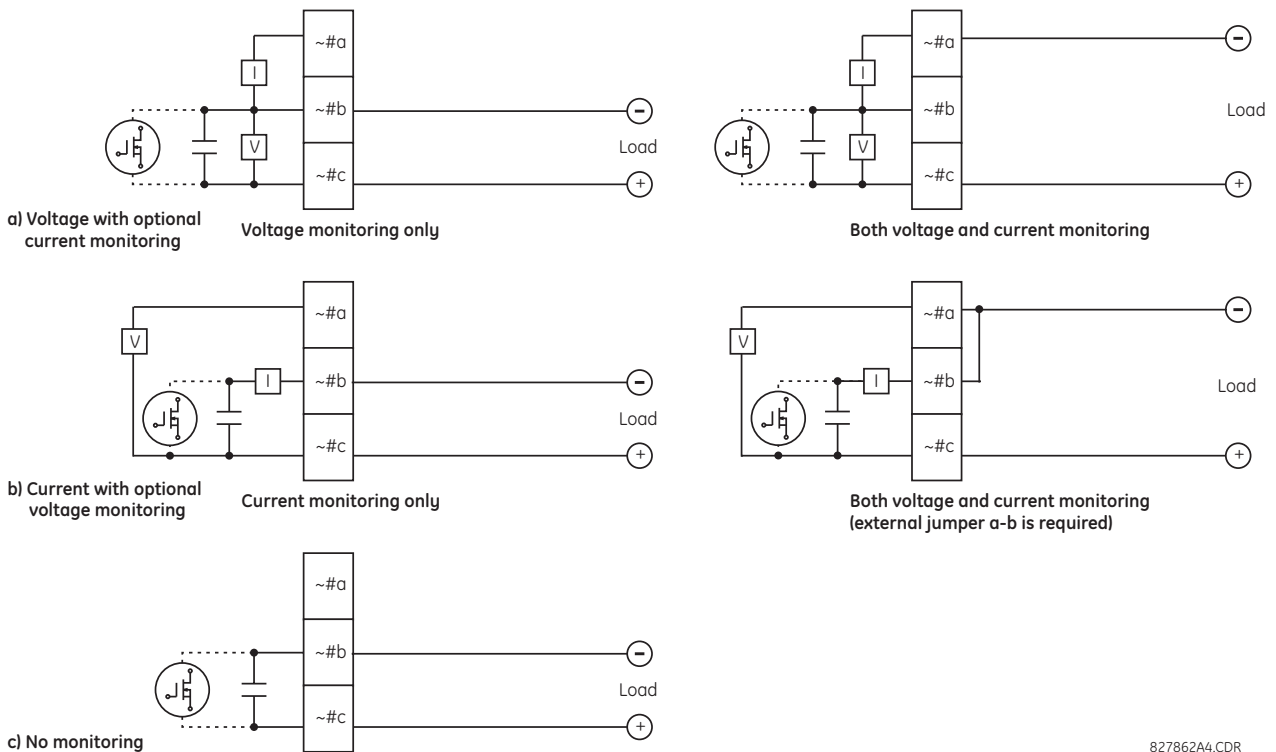 ~#a
I
~#b
V
Load
~#c
a) Voltage with optional
current monitoring
Voltage monitoring only
~#a
I
~#b
Load
V
~#c
Both voltage and current monitoring
~#a
V
I
~#b
Load
~#c
b) Current with optional
voltage monitoring
Current monitoring only
~#a
V
I
~#b
Load
~#c
Both voltage and current monitoring
(external jumper a-b is required)
~#a
~#b
Load
~#c
c) No monitoring
827862A4.CDR